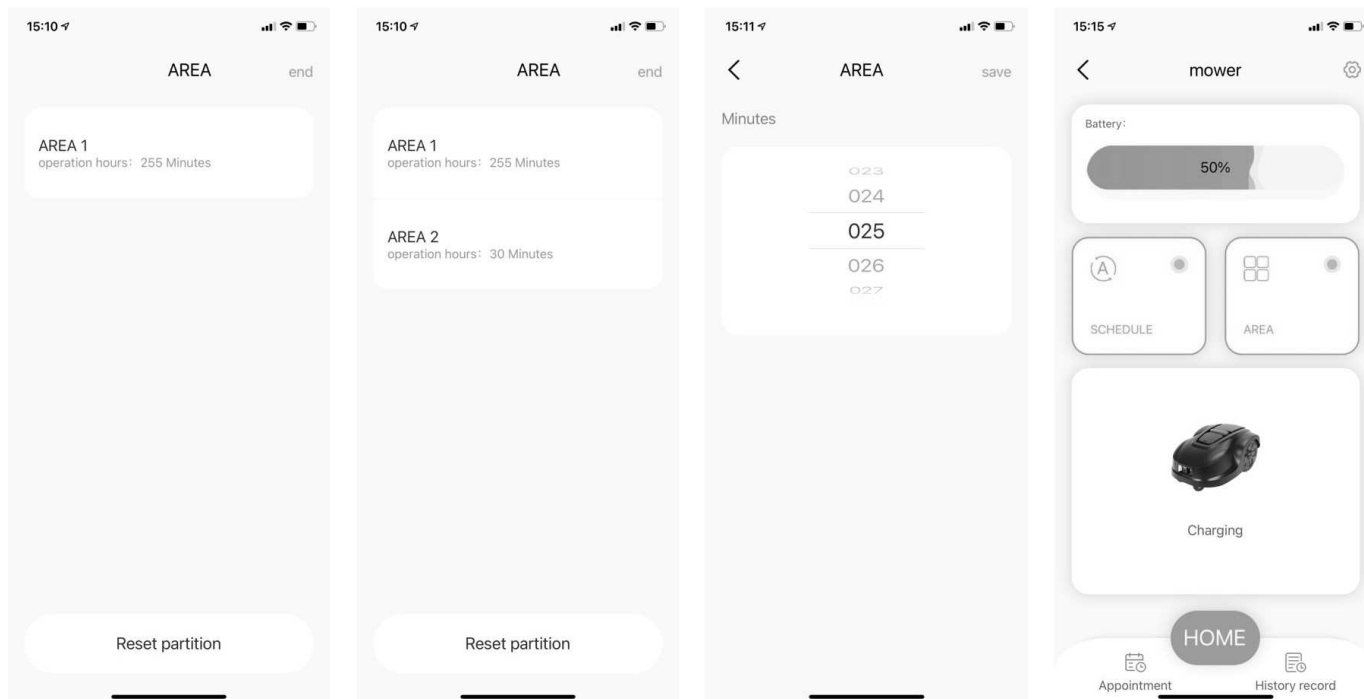 15:10
AREA
end
AREA 1
operation hours: 255 Minutes
Reset partition
15:10
AREA
end
AREA 1
operation hours: 255 Minutes
AREA 2
operation hours: 30 Minutes
Reset partition
15:11
AREA
save
Minutes
023
024
025
026
027
15:15
mower
Battery:
50%
A
SCHEDULE
AREA
Charging
HOME
Appointment
History record